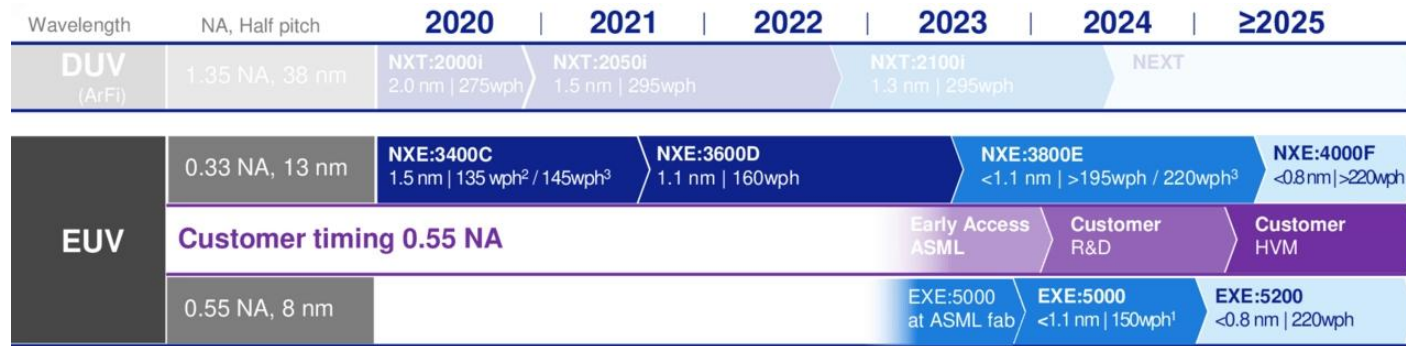 Wavelength NA, Half pitch 2020 | 2021 | 2022 | 2023 | 2024 | ≥2025
DUV
(ArFi)
1.35 NA, 38 nm
NXT:2000i
2.0 nm | 275wph
NXT:2050i
1.5 nm | 295wph
NXT:2100i
1.3 nm | 295wph
NEXT
EUV
0.33 NA, 13 nm
NXE:3400C
1.5 nm | 135 wph² / 145wph³
NXE:3600D
1.1 nm | 160wph
NXE:3800E
<1.1 nm | >195wph / 220wph³
NXE:4000F
<0.8 nm | >220wph
Customer timing 0.55 NA
Early Access
ASML
Customer
R&D
Customer
HVM
0.55 NA, 8 nm
EXE:5000
at ASML fab
EXE:5000
<1.1 nm | 150wph¹
EXE:5200
<0.8 nm | 220wph